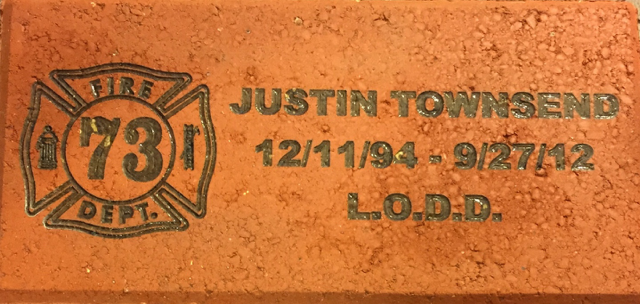 FIRE
'73
DEPT.
JUSTIN TOWNSEND
12/11/94 - 9/27/12
L.O.D.D.